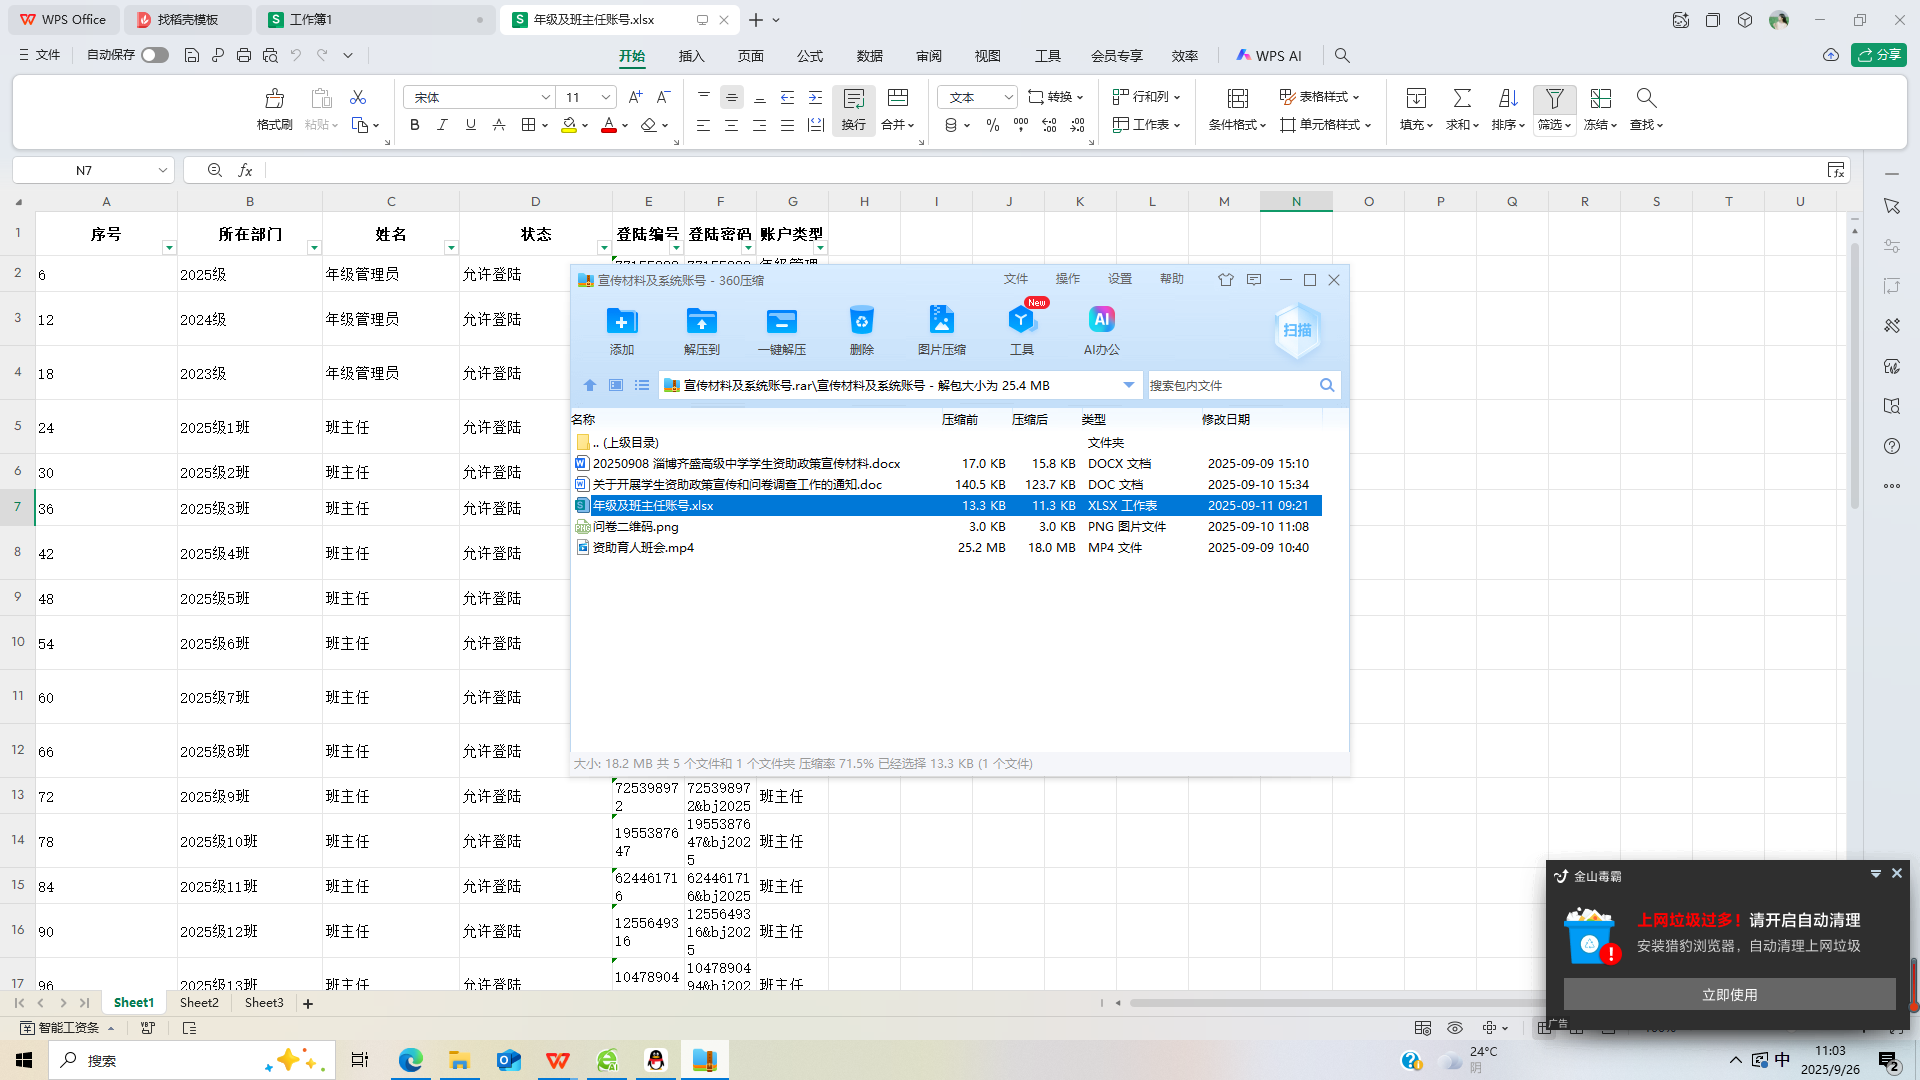 WPS Office 找稻壳模板 工作簿1 年级及班主任账号.xlsx
文件 自动保存 开始 插入 页面 公式 数据 审阅 视图 工具 会员专享 效率 WPS AI 分享
格式刷 粘贴 宋体 11 换行 合并 文本 转换 行和列 工作表 条件格式 表格样式 单元格样式 填充 求和 排序 筛选 冻结 查找
N7
A B C D E F G H I J K L M N O P Q R S T U
1 序号 所在部门 姓名 状态 登陆编号 登陆密码 账户类型
2 6 2025级 年级管理员 允许登陆
3 12 2024级 年级管理员 允许登陆
4 18 2023级 年级管理员 允许登陆
5 24 2025级1班 班主任 允许登陆
6 30 2025级2班 班主任 允许登陆
7 36 2025级3班 班主任 允许登陆
8 42 2025级4班 班主任 允许登陆
9 48 2025级5班 班主任 允许登陆
10 54 2025级6班 班主任 允许登陆
11 60 2025级7班 班主任 允许登陆
12 66 2025级8班 班主任 允许登陆
13 72 2025级9班 班主任 允许登陆 725398972 725398972&bj2025 班主任
14 78 2025级10班 班主任 允许登陆 1955387647 1955387647&bj2025 班主任
15 84 2025级11班 班主任 允许登陆 624461716 624461716&bj2025 班主任
16 90 2025级12班 班主任 允许登陆 1255649316 1255649316&bj2025 班主任
17 96 2025级13班 班主任 允许登陆 10478904 1047890494&bj202 班主任
宣传材料及系统账号 - 360压缩 文件 操作 设置 帮助
添加 解压到 一键解压 删除 图片压缩 工具 New AI AI办公 扫描
宣传材料及系统账号.rar\宣传材料及系统账号 - 解包大小为 25.4 MB 搜索包内文件
名称 压缩前 压缩后 类型 修改日期
.. (上级目录) 文件夹
20250908 淄博齐盛高级中学学生资助政策宣传材料.docx 17.0 KB 15.8 KB DOCX 文档 2025-09-09 15:10
关于开展学生资助政策宣传和问卷调查工作的通知.doc 140.5 KB 123.7 KB DOC 文档 2025-09-10 15:34
年级及班主任账号.xlsx 13.3 KB 11.3 KB XLSX 工作表 2025-09-11 09:21
问卷二维码.png 3.0 KB 3.0 KB PNG 图片文件 2025-09-10 11:08
资助育人班会.mp4 25.2 MB 18.0 MB MP4 文件 2025-09-09 10:40
大小: 18.2 MB 共 5 个文件和 1 个文件夹 压缩率 71.5% 已经选择 13.3 KB (1 个文件)
金山毒霸
上网垃圾过多！请开启自动清理
安装猎豹浏览器，自动清理上网垃圾
立即使用
广告
Sheet1 Sheet2 Sheet3
智能工资条
搜索 24°C 阴 中 11:03 2025/9/26 2